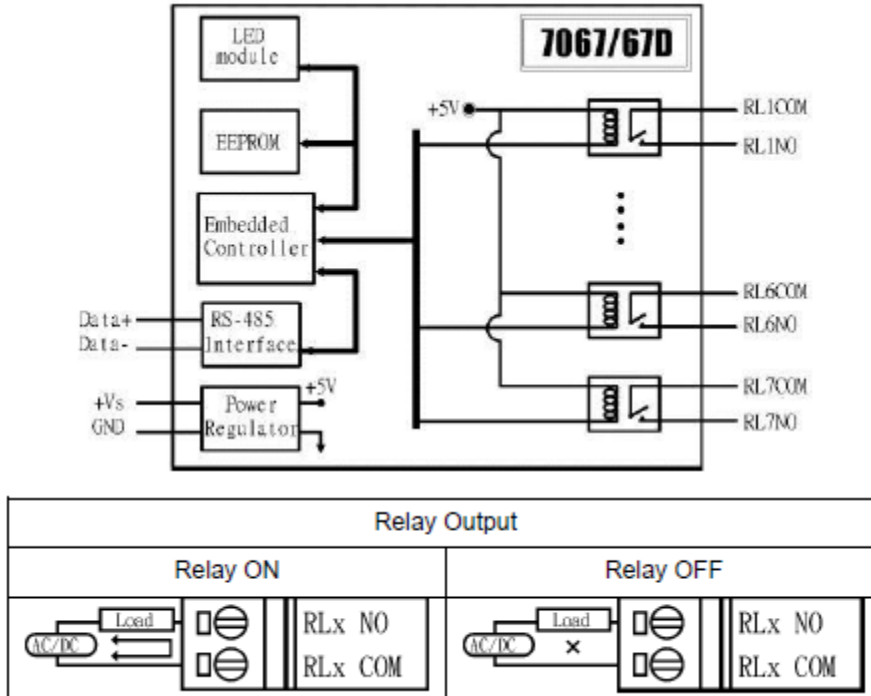 LED
module
7067/67D
+5V
RL1COM
EEPROM
RL1NO
Embedded
Controller
RL6COM
Data+
RS-485
RL6NO
Data-
Interface
+5V
RL7COM
+Vs
Power
GND
Regulator
RL7NO
Relay Output
Relay ON
Relay OFF
Load
RLx NO
AC/DC
RLx COM
Load
RLx NO
AC/DC
RLx COM